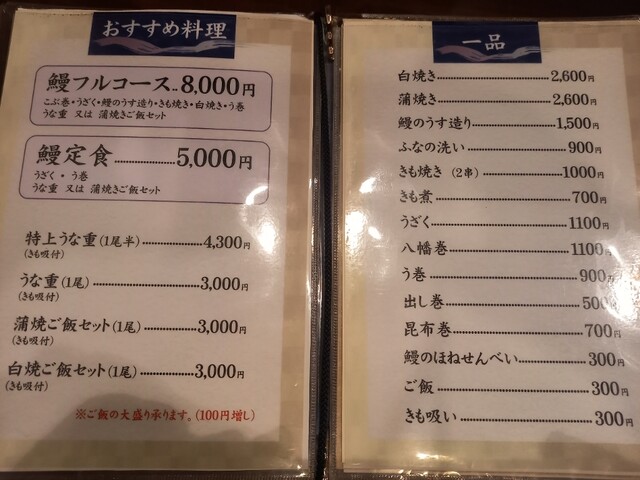 おすすめ料理
鰻フルコース‥8,000円
こぶ巻・うざく・鰻のうす造り・きも焼き・白焼き・う巻
うな重 又は 蒲焼きご飯セット
鰻定食………………5,000円
うざく・う巻
うな重 又は 蒲焼きご飯セット
特上うな重(1尾半)………………4,300円
(きも吸付)
うな重(1尾)………………3,000円
(きも吸付)
蒲焼ご飯セット(1尾)………………3,000円
(きも吸付)
白焼ご飯セット(1尾)………………3,000円
(きも吸付)
※ご飯の大盛り承ります。(100円増し)
一品
白焼き………………2,600円
蒲焼き………………2,600円
鰻のうす造り………………1,500円
ふなの洗い………………900円
きも焼き (2串)………………1000円
きも煮………………700円
うざく………………1100円
八幡巻………………1100円
う巻………………900円
出し巻………………500円
昆布巻………………700円
鰻のほねせんべい………………300円
ご飯………………300円
きも吸い………………300円